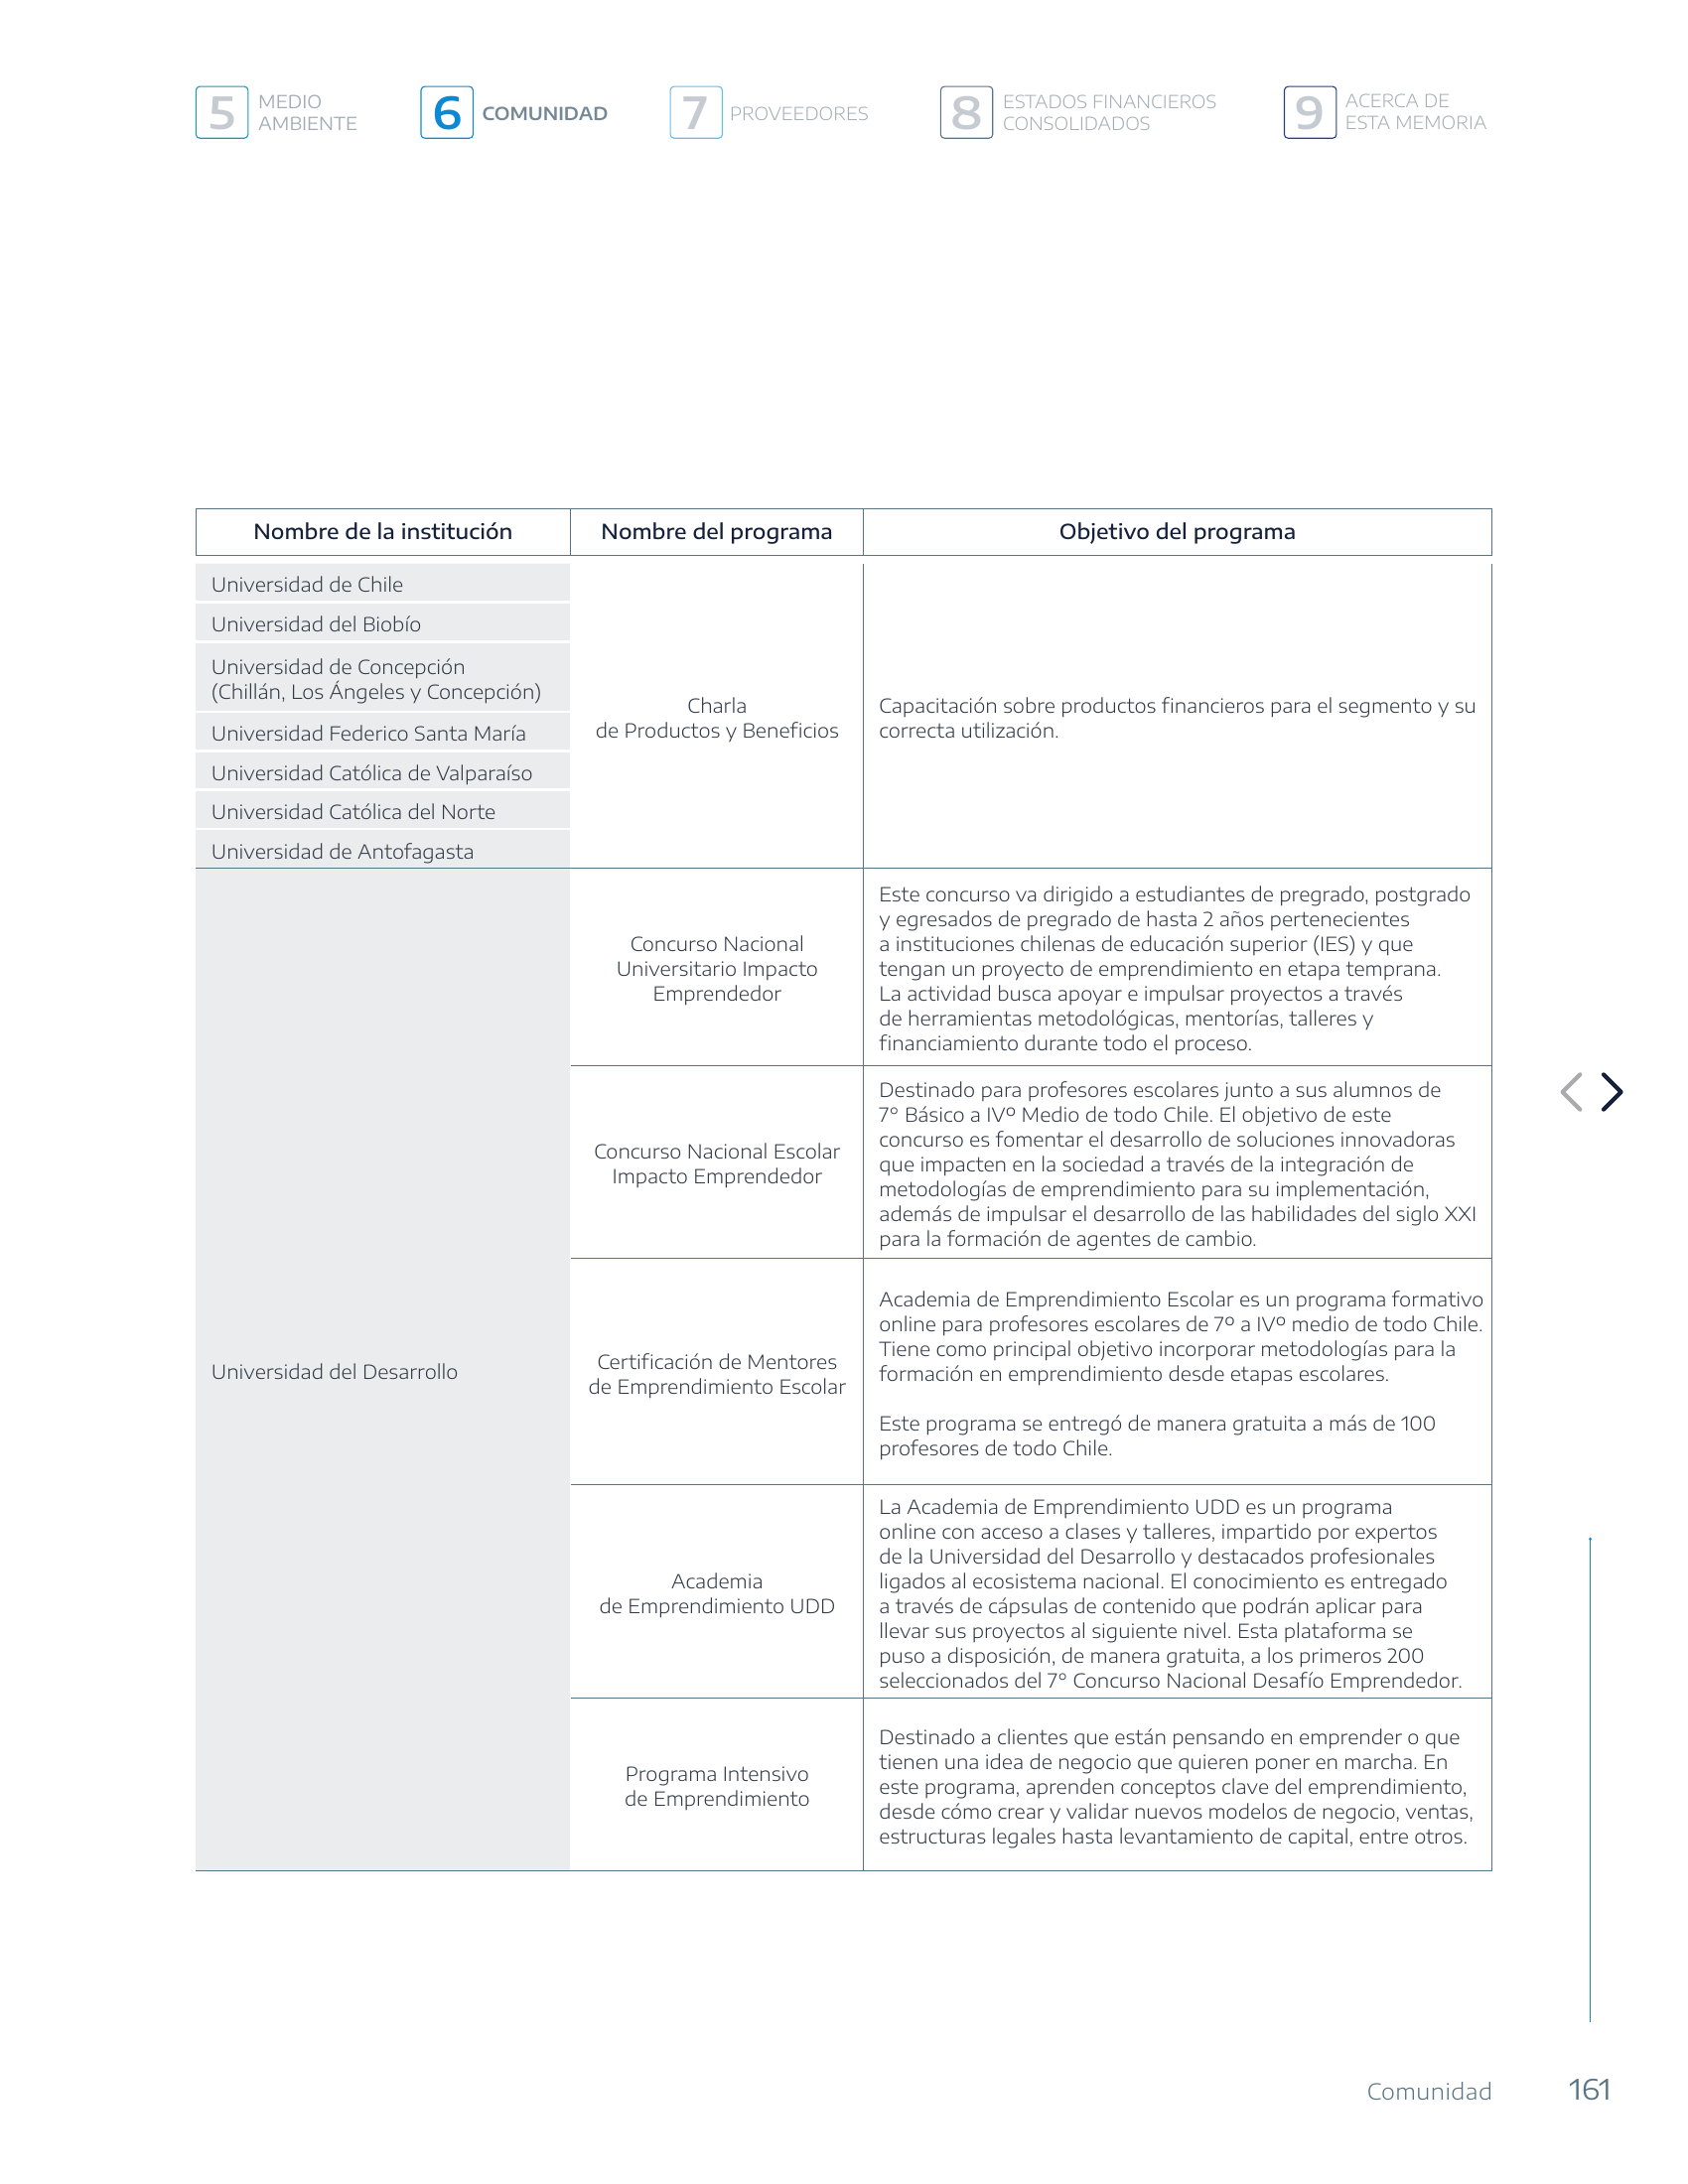 5 MEDIO
AMBIENTE
6 COMUNIDAD
7 PROVEEDORES
8 ESTADOS FINANCIEROS
CONSOLIDADOS
9 ACERCA DE
ESTA MEMORIA
Nombre de la institución
Nombre del programa
Objetivo del programa
Universidad de Chile
Universidad del Biobío
Universidad de Concepción
(Chillán, Los Ángeles y Concepción)
Universidad Federico Santa María
Universidad Católica de Valparaíso
Universidad Católica del Norte
Universidad de Antofagasta
Charla
de Productos y Beneficios
Capacitación sobre productos financieros para el segmento y su
correcta utilización.
Universidad del Desarrollo
Concurso Nacional
Universitario Impacto
Emprendedor
Este concurso va dirigido a estudiantes de pregrado, postgrado
y egresados de pregrado de hasta 2 años pertenecientes
a instituciones chilenas de educación superior (IES) y que
tengan un proyecto de emprendimiento en etapa temprana.
La actividad busca apoyar e impulsar proyectos a través
de herramientas metodológicas, mentorías, talleres y
financiamiento durante todo el proceso.
Concurso Nacional Escolar
Impacto Emprendedor
Destinado para profesores escolares junto a sus alumnos de
7° Básico a IVº Medio de todo Chile. El objetivo de este
concurso es fomentar el desarrollo de soluciones innovadoras
que impacten en la sociedad a través de la integración de
metodologías de emprendimiento para su implementación,
además de impulsar el desarrollo de las habilidades del siglo XXI
para la formación de agentes de cambio.
Certificación de Mentores
de Emprendimiento Escolar
Academia de Emprendimiento Escolar es un programa formativo
online para profesores escolares de 7º a IVº medio de todo Chile.
Tiene como principal objetivo incorporar metodologías para la
formación en emprendimiento desde etapas escolares.
Este programa se entregó de manera gratuita a más de 100
profesores de todo Chile.
Academia
de Emprendimiento UDD
La Academia de Emprendimiento UDD es un programa
online con acceso a clases y talleres, impartido por expertos
de la Universidad del Desarrollo y destacados profesionales
ligados al ecosistema nacional. El conocimiento es entregado
a través de cápsulas de contenido que podrán aplicar para
llevar sus proyectos al siguiente nivel. Esta plataforma se
puso a disposición, de manera gratuita, a los primeros 200
seleccionados del 7° Concurso Nacional Desafío Emprendedor.
Programa Intensivo
de Emprendimiento
Destinado a clientes que están pensando en emprender o que
tienen una idea de negocio que quieren poner en marcha. En
este programa, aprenden conceptos clave del emprendimiento,
desde cómo crear y validar nuevos modelos de negocio, ventas,
estructuras legales hasta levantamiento de capital, entre otros.
Comunidad 161